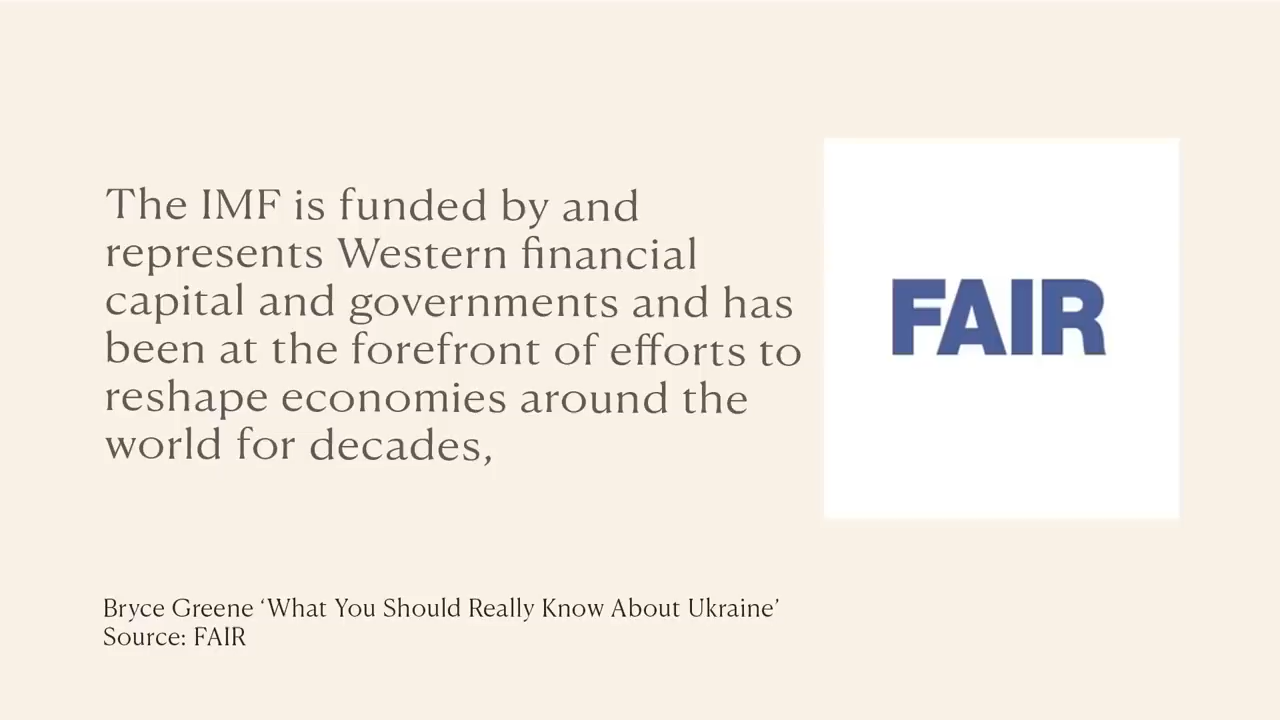 The IMF is funded by and
represents Western financial
capital and governments and has
been at the forefront of efforts to
reshape economies around the
world for decades,
FAIR
Bryce Greene ‘What You Should Really Know About Ukraine’
Source: FAIR